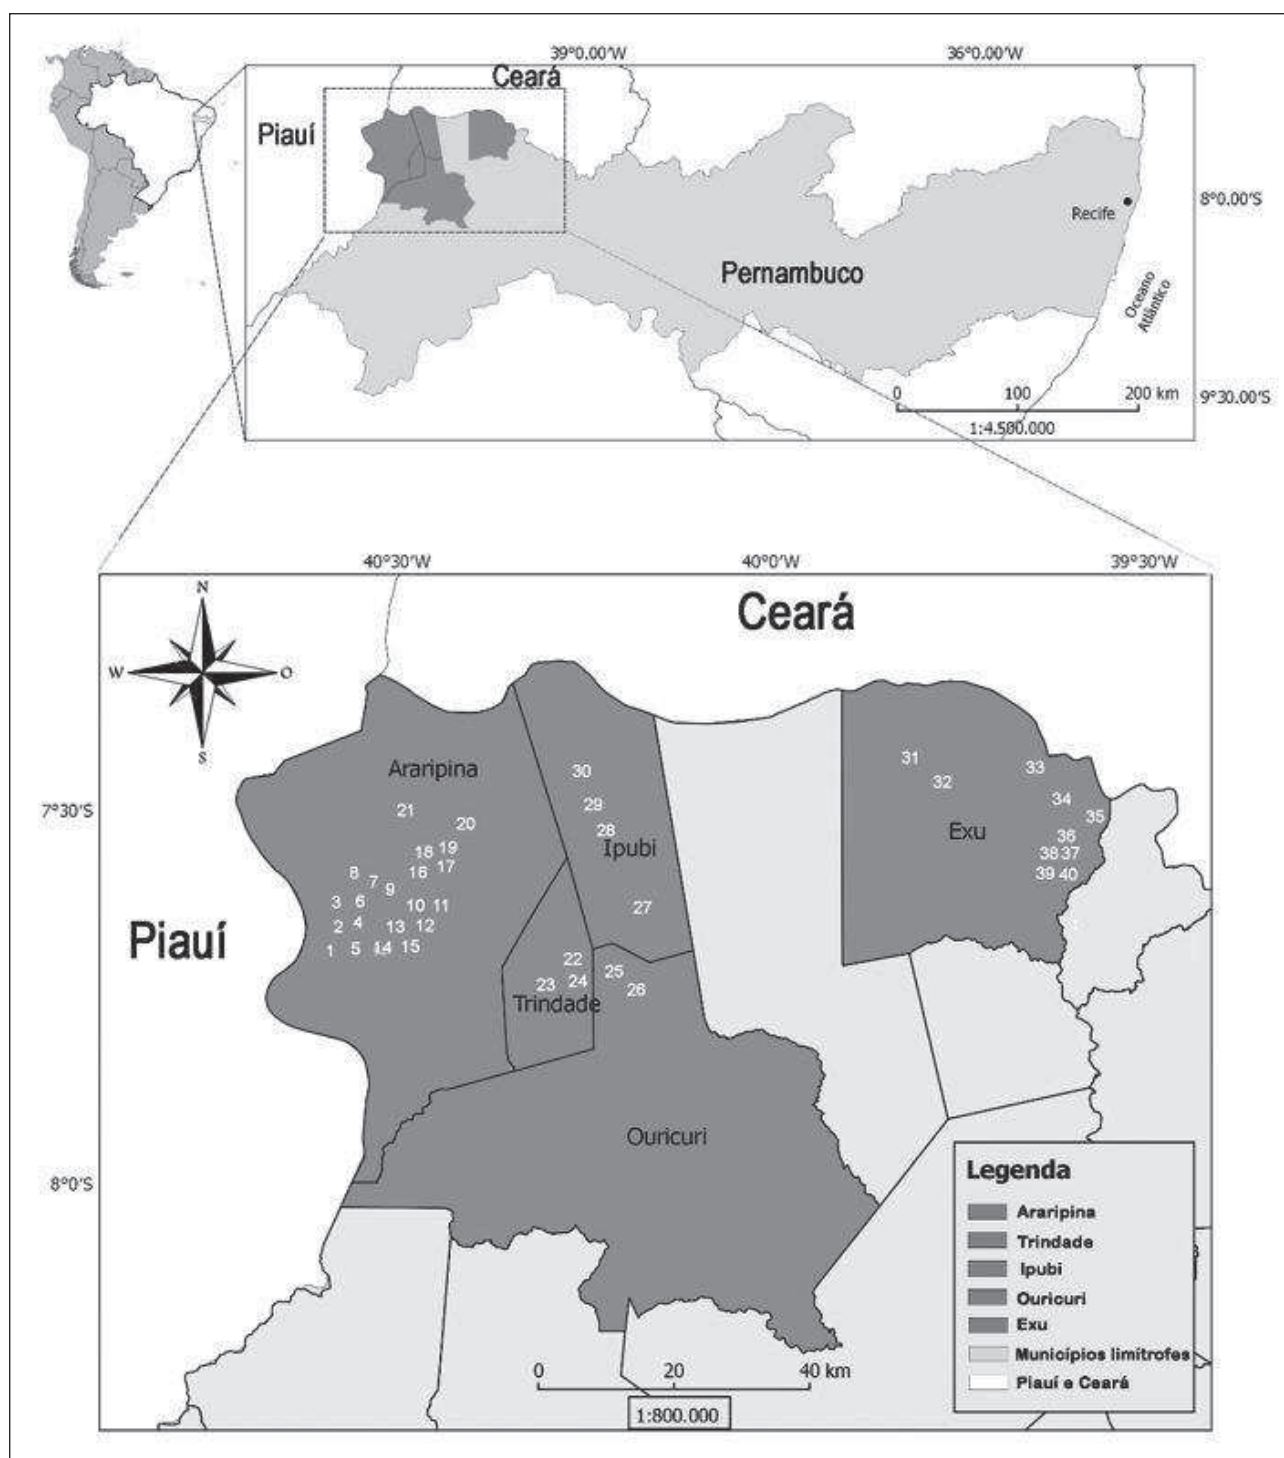 39°0.00'W 36°0.00'W
Ceará
Piauí
8°0.00'S
Recife
Pernambuco
Oceano
Atlântico
0 100 200 km
9°30.00'S
1:4.500.000
40°30'W 40°0'W 39°30'W
N
Ceará
W O
S
31
33
Araripina
30
32
34
7°30'S
21
29
35
20
28
Exu
36
18 19
Ipubi
38 37
8
16 17
7
39 40
9
3 6
10 11
27
2 4
13 12
Piauí
1 5 14 15
22
25
23 24
26
Trindade
Ouricuri
Legenda
8°0'S
Araripina
Trindade
Ipubi
Ouricuri
Exu
Municípios limítrofes
Piauí e Ceará
0 20 40 km
1:800.000